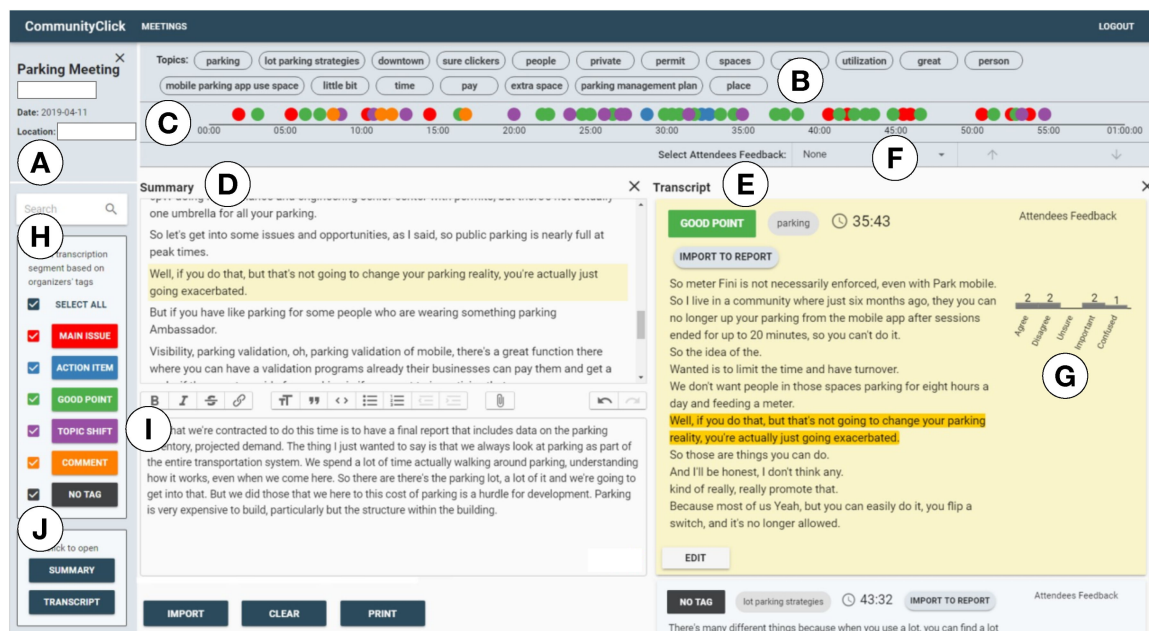 CommunityClick MEETINGS LOGOUT
Parking Meeting
Date: 2019-04-11
Location:
A
Topics: parking lot parking strategies downtown sure clickers people private permit spaces utilization great person
mobile parking app use space little bit time pay extra space parking management plan place
B
C
00:00 05:00 10:00 15:00 20:00 25:00 30:00 35:00 40:00 45:00 50:00 55:00 01:00:00
Select Attendees Feedback: None
F
Search
H
transcription
segment based on
organizers' tags
SELECT ALL
MAIN ISSUE
ACTION ITEM
GOOD POINT
TOPIC SHIFT
COMMENT
NO TAG
J
to open
SUMMARY
TRANSCRIPT
Summary D
one umbrella for all your parking.
So let's get into some issues and opportunities, as I said, so public parking is nearly full at
peak times.
Well, if you do that, but that's not going to change your parking reality, you're actually just
going exacerbated.
But if you have like parking for some people who are wearing something parking
Ambassador.
Visibility, parking validation, oh, parking validation of mobile, there's a great function there
where you can have a validation programs already their businesses can pay them and get a
B I S
I
that we're contracted to do this time is to have a final report that includes data on the parking
projected demand. The thing I just wanted to say is that we always look at parking as part of
the entire transportation system. We spend a lot of time actually walking around parking, understanding
how it works, even when we come here. So there are there's the parking lot, a lot of it and we're going to
get into that. But we did those that we here to this cost of parking is a hurdle for development. Parking
is very expensive to build, particularly but the structure within the building.
IMPORT CLEAR PRINT
Transcript E
GOOD POINT parking 35:43 Attendees Feedback
IMPORT TO REPORT
So meter Fini is not necessarily enforced, even with Park mobile.
So I live in a community where just six months ago, they you can
no longer up your parking from the mobile app after sessions
ended for up to 20 minutes, so you can't do it.
So the idea of the.
Wanted is to limit the time and have turnover.
We don't want people in those spaces parking for eight hours a
day and feeding a meter.
Well, if you do that, but that's not going to change your parking
reality, you're actually just going exacerbated.
So those are things you can do.
And I'll be honest, I don't think any.
kind of really, really promote that.
Because most of us Yeah, but you can easily do it, you flip a
switch, and it's no longer allowed.
2 2 2 1
Agree Disagree Unsure Important Confused
G
EDIT
NO TAG lot parking strategies 43:32 IMPORT TO REPORT Attendees Feedback
There's many different things because when you use a lot, you can find a lot